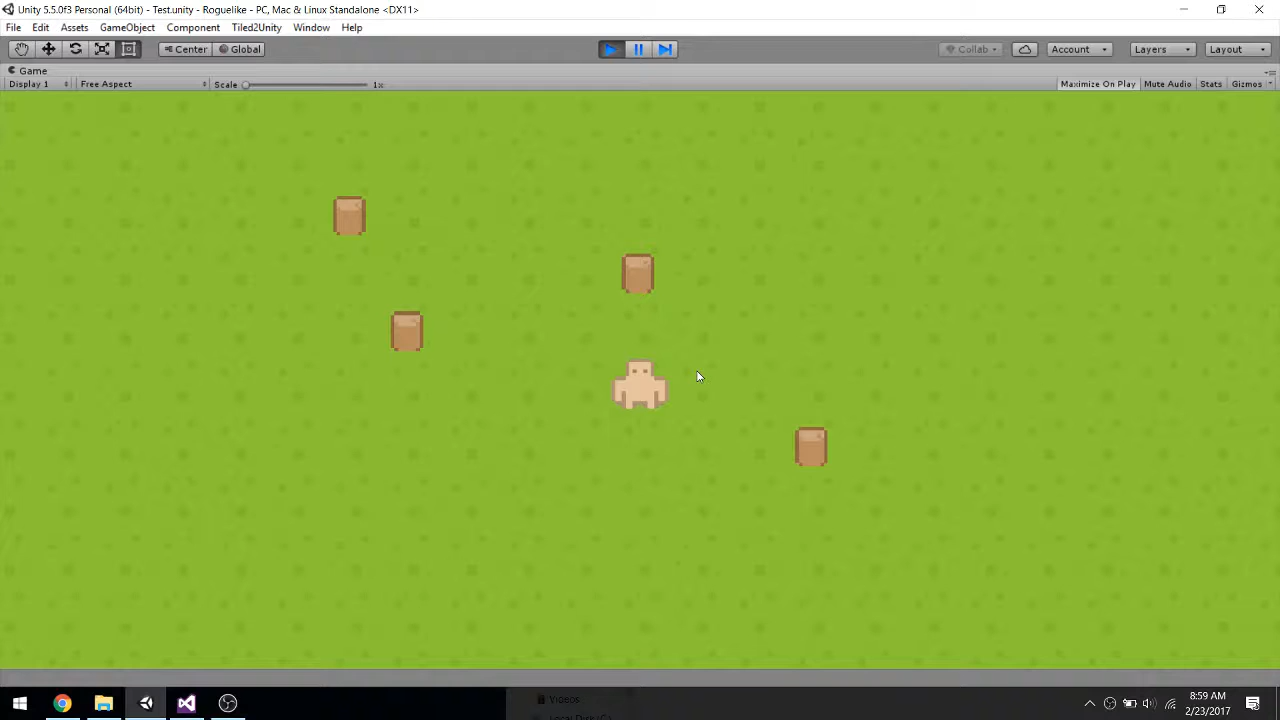 Unity 5.5.0f3 Personal (64bit) - Test.unity - Roguelike - PC, Mac & Linux Standalone <DX11>
File Edit Assets GameObject Component Tiled2Unity Window Help
Center Global Collab Account Layers Layout
Game
Display 1 Free Aspect Scale 1x Maximize On Play Mute Audio Stats Gizmos
Videos
8:59 AM
2/23/2017